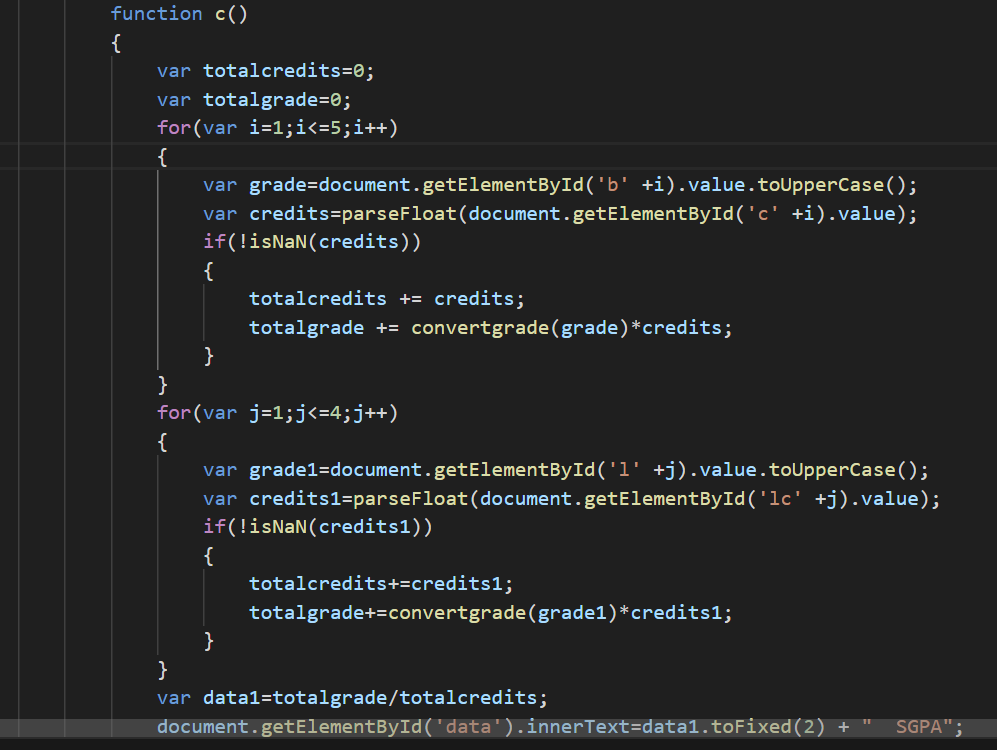 function c()
{
var totalcredits=0;
var totalgrade=0;
for(var i=1;i<=5;i++)
{
var grade=document.getElementById('b' +i).value.toUpperCase();
var credits=parseFloat(document.getElementById('c' +i).value);
if(!isNaN(credits))
{
totalcredits += credits;
totalgrade += convertgrade(grade)*credits;
}
}
for(var j=1;j<=4;j++)
{
var grade1=document.getElementById('l' +j).value.toUpperCase();
var credits1=parseFloat(document.getElementById('lc' +j).value);
if(!isNaN(credits1))
{
totalcredits+=credits1;
totalgrade+=convertgrade(grade1)*credits1;
}
}
var data1=totalgrade/totalcredits;
document.getElementById('data').innerText=data1.toFixed(2) + "  SGPA";